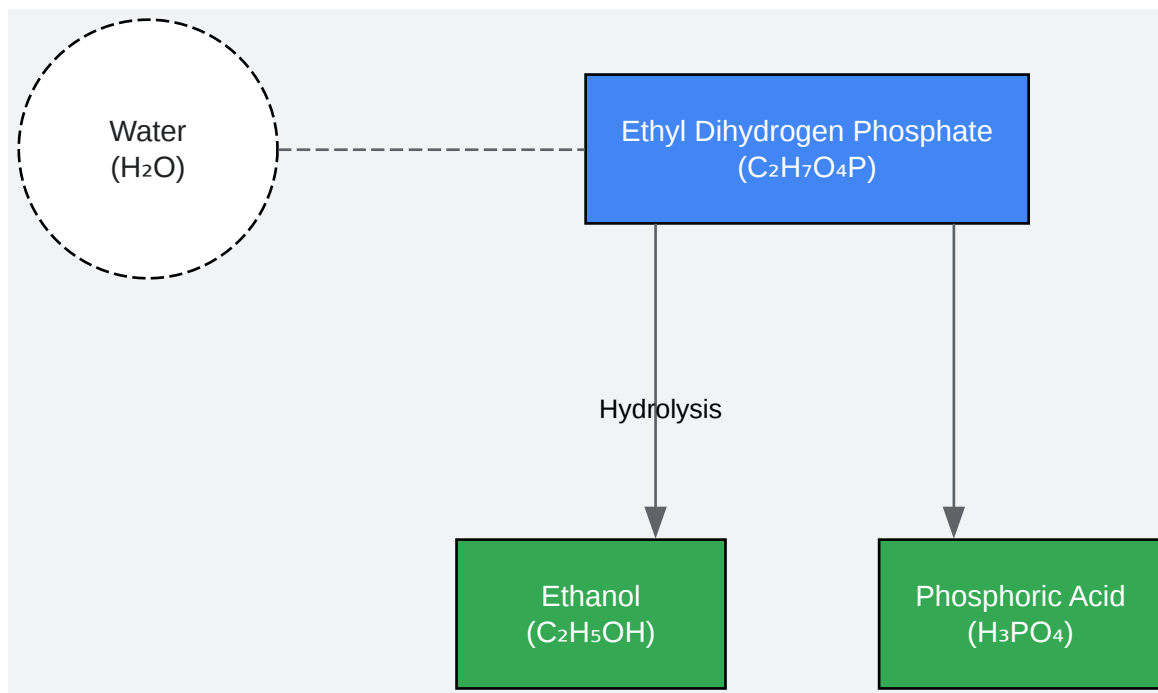 Water
(H₂O)
Ethyl Dihydrogen Phosphate
(C₂H₇O₄P)
Hydrolysis
Ethanol
(C₂H₅OH)
Phosphoric Acid
(H₃PO₄)